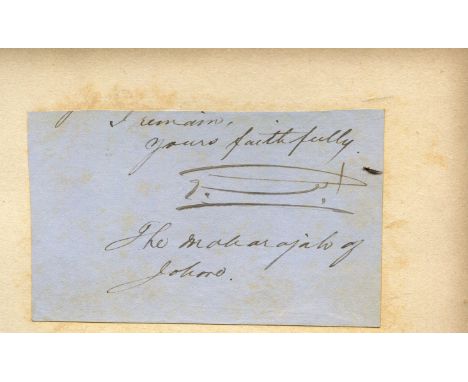 I remain,
yours faithfully
The Maharajah of
Johore.